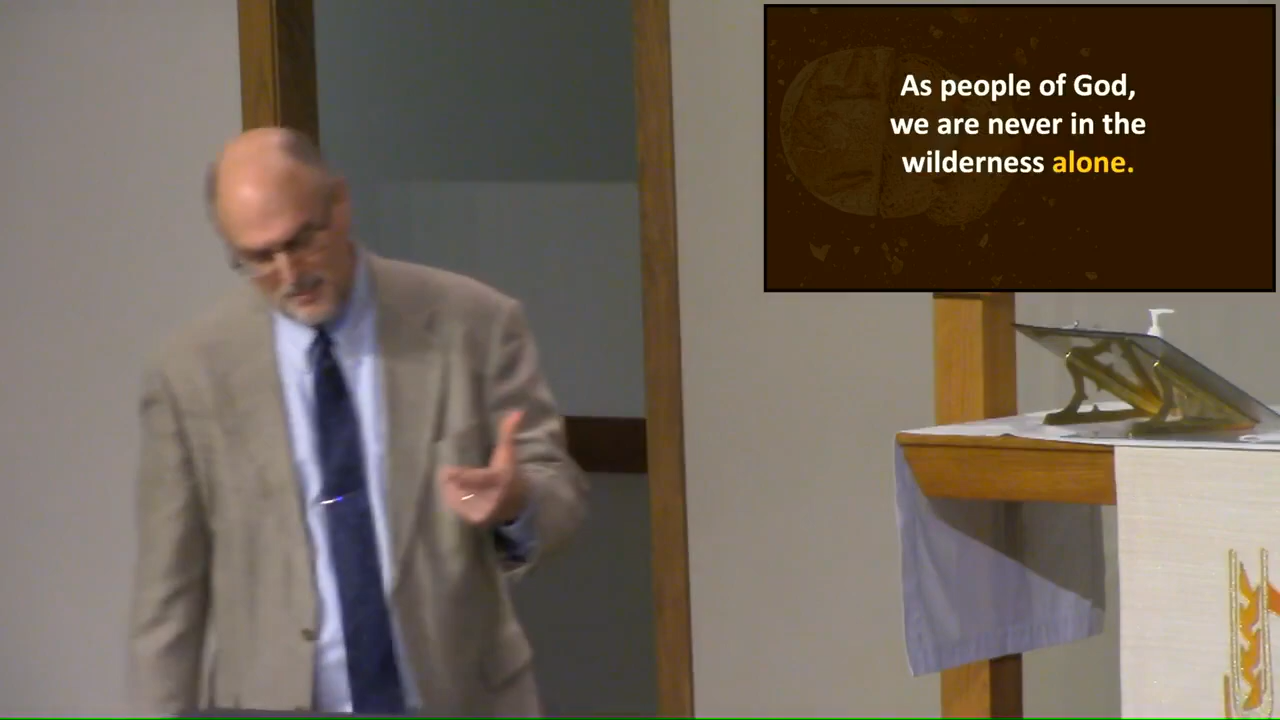 As people of God,
we are never in the
wilderness alone.